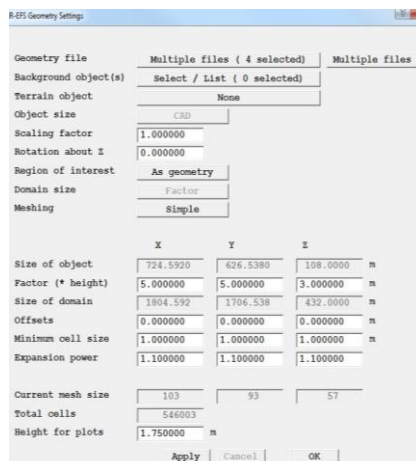 R-EFS Geometry Settings
Geometry file Multiple files ( 4 selected) Multiple files
Background object(s) Select / List ( 0 selected)
Terrain object None
Object size CAD
Scaling factor 1.000000
Rotation about Z 0.000000
Region of interest As geometry
Domain size Factor
Meshing Simple
X Y Z
Size of object 724.5920 626.5380 108.0000 m
Factor (* height) 5.000000 5.000000 3.000000 m
Size of domain 1804.592 1706.538 432.0000 m
Offsets 0.000000 0.000000 0.000000 m
Minimum cell size 1.000000 1.000000 1.000000 m
Expansion power 1.100000 1.100000 1.100000
Current mesh size 103 93 57
Total cells 546003
Height for plots 1.750000 m
Apply Cancel OK